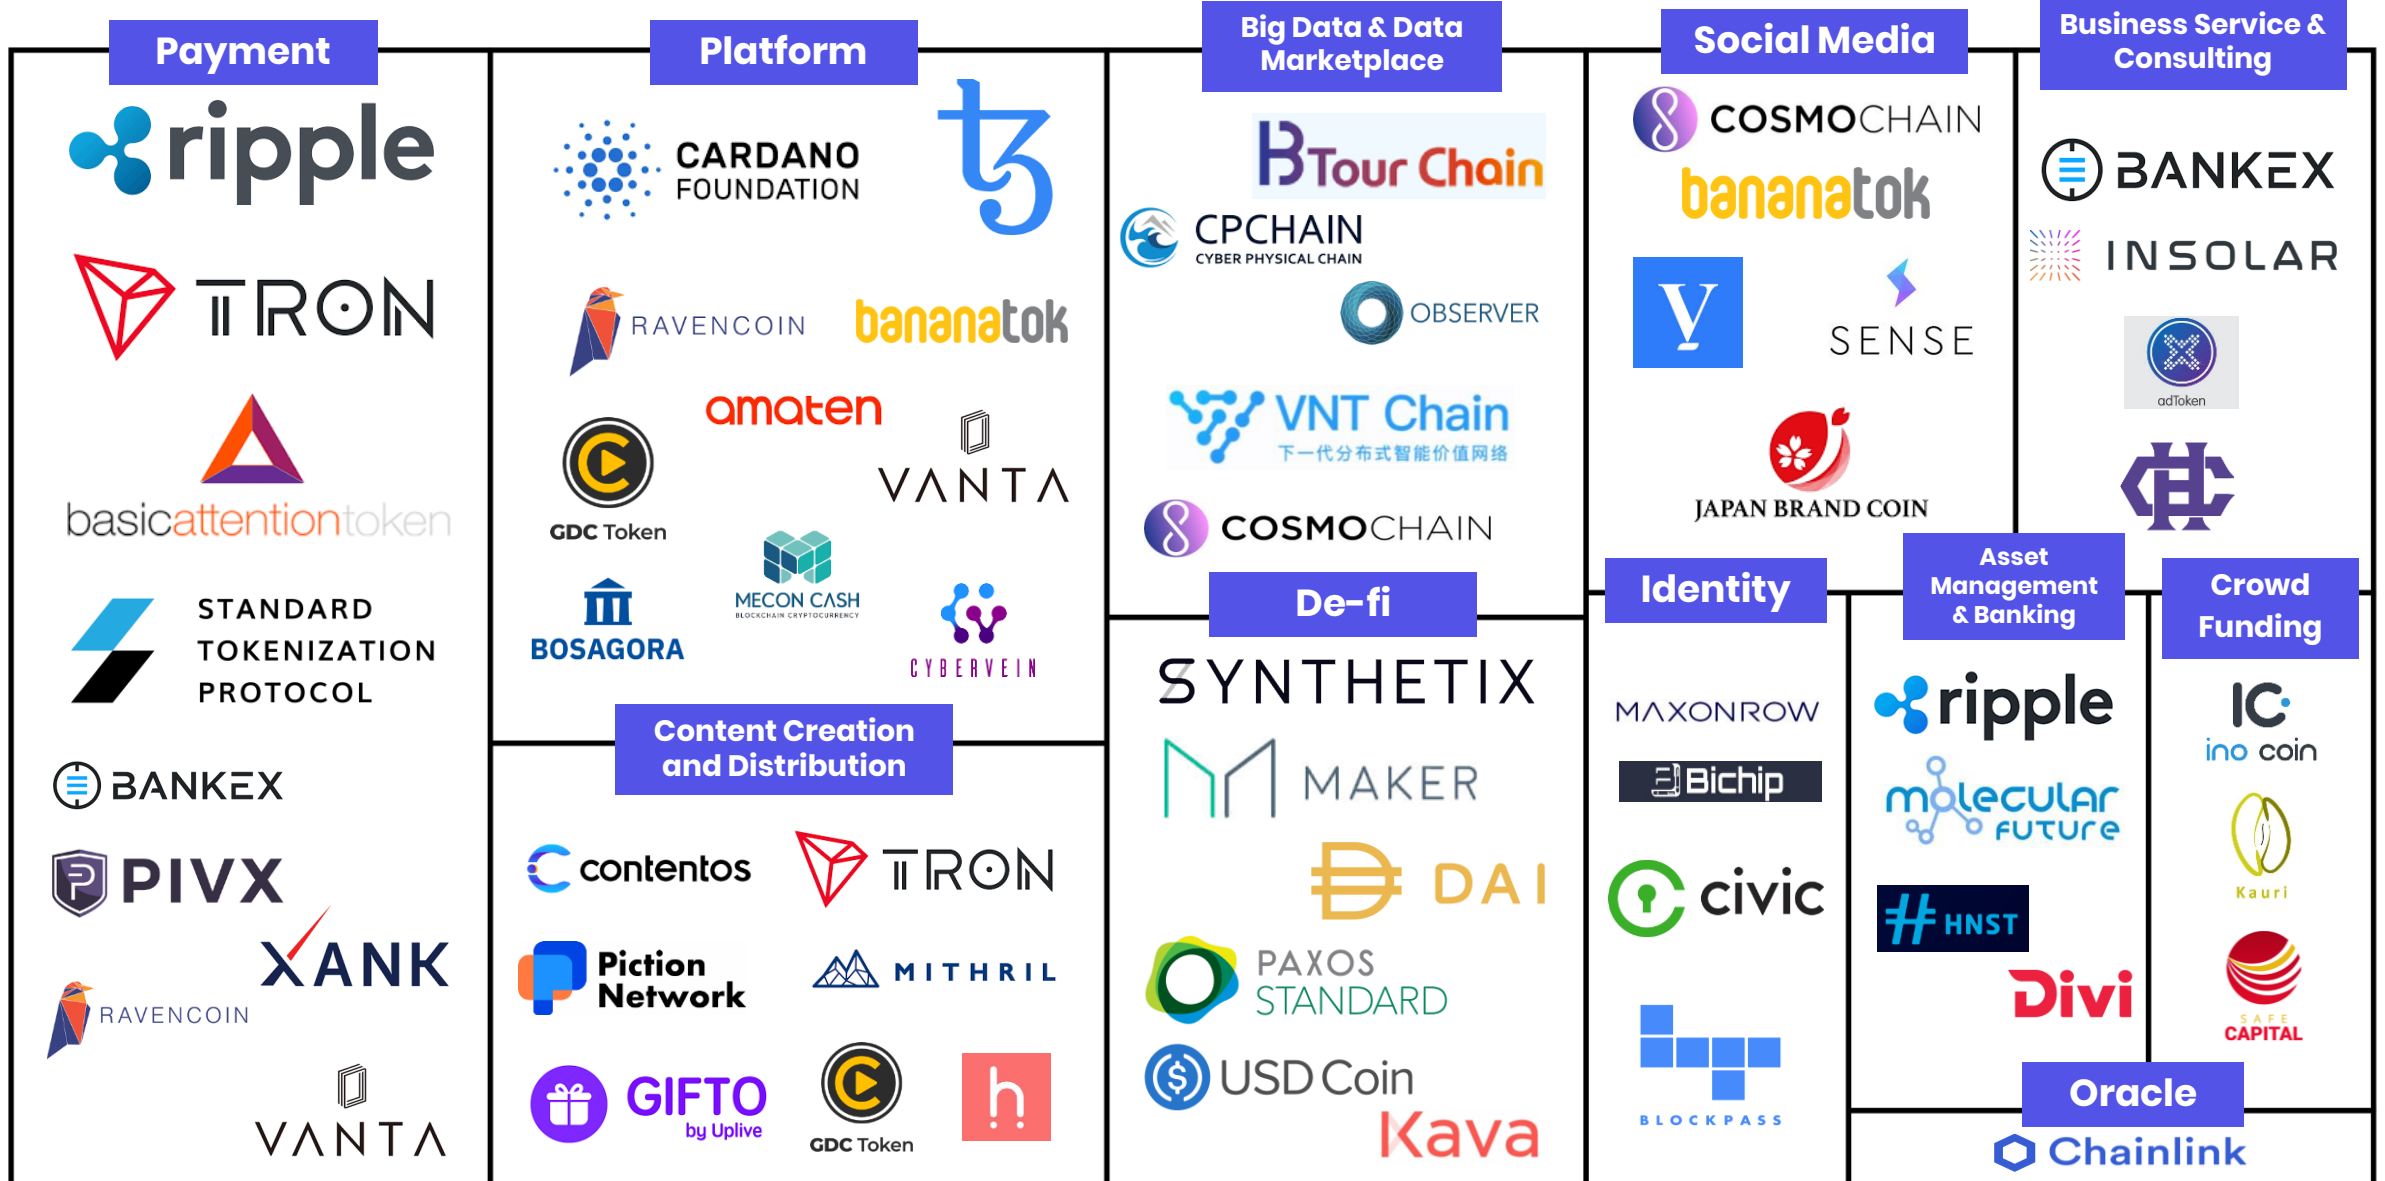 Payment
ripple
TRON
basicattentiontoken
STANDARD
TOKENIZATION
PROTOCOL
BANKEX
PIVX
XANK
RAVENCOIN
VANTA
Platform
CARDANO
FOUNDATION
RAVENCOIN
bananatok
amaten
GDC Token
VANTA
MECON CASH
BLOCKCHAIN CRYPTOCURRENCY
BOSAGORA
CYBERVEIN
Content Creation
and Distribution
contentos
TRON
Piction
Network
MITHRIL
GIFTO
by Uplive
GDC Token
h
Big Data & Data
Marketplace
B Tour Chain
CPCHAIN
CYBER PHYSICAL CHAIN
OBSERVER
VNT Chain
下一代分布式智能价值网络
COSMOCHAIN
De-fi
SYNTHETIX
MAKER
DAI
PAXOS
STANDARD
USD Coin
Kava
Social Media
COSMOCHAIN
bananatok
y
SENSE
JAPAN BRAND COIN
Business Service &
Consulting
BANKEX
INSOLAR
adToken
Identity
MAXONROW
Bichip
civic
BLOCKPASS
Asset
Management
& Banking
ripple
molecular
FUTURE
# HNST
Divi
Crowd
Funding
IC
ino coin
Kauri
SAFE
CAPITAL
Oracle
Chainlink